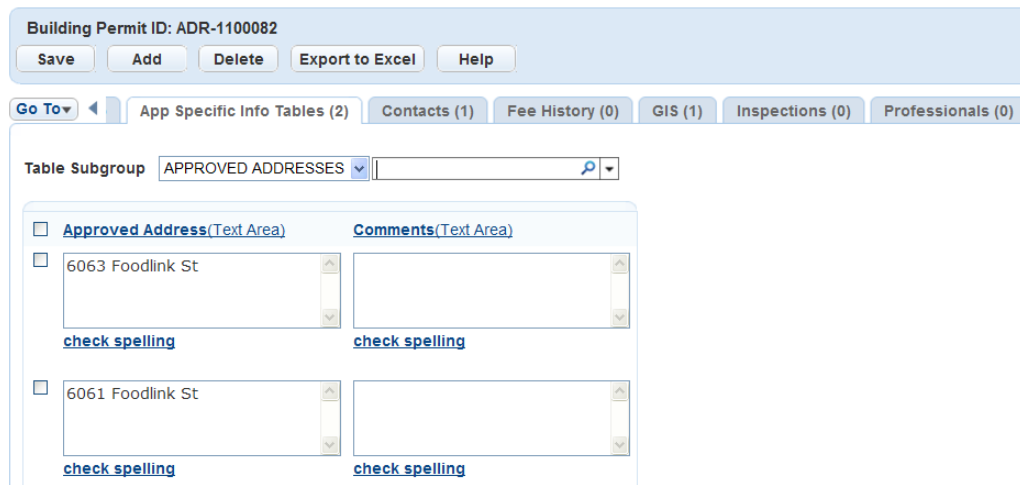 Building Permit ID: ADR-1100082
Save Add Delete Export to Excel Help
Go To App Specific Info Tables (2) Contacts (1) Fee History (0) GIS (1) Inspections (0) Professionals (0)
Table Subgroup APPROVED ADDRESSES
Approved Address(Text Area) Comments(Text Area)
6063 Foodlink St
check spelling check spelling
6061 Foodlink St
check spelling check spelling